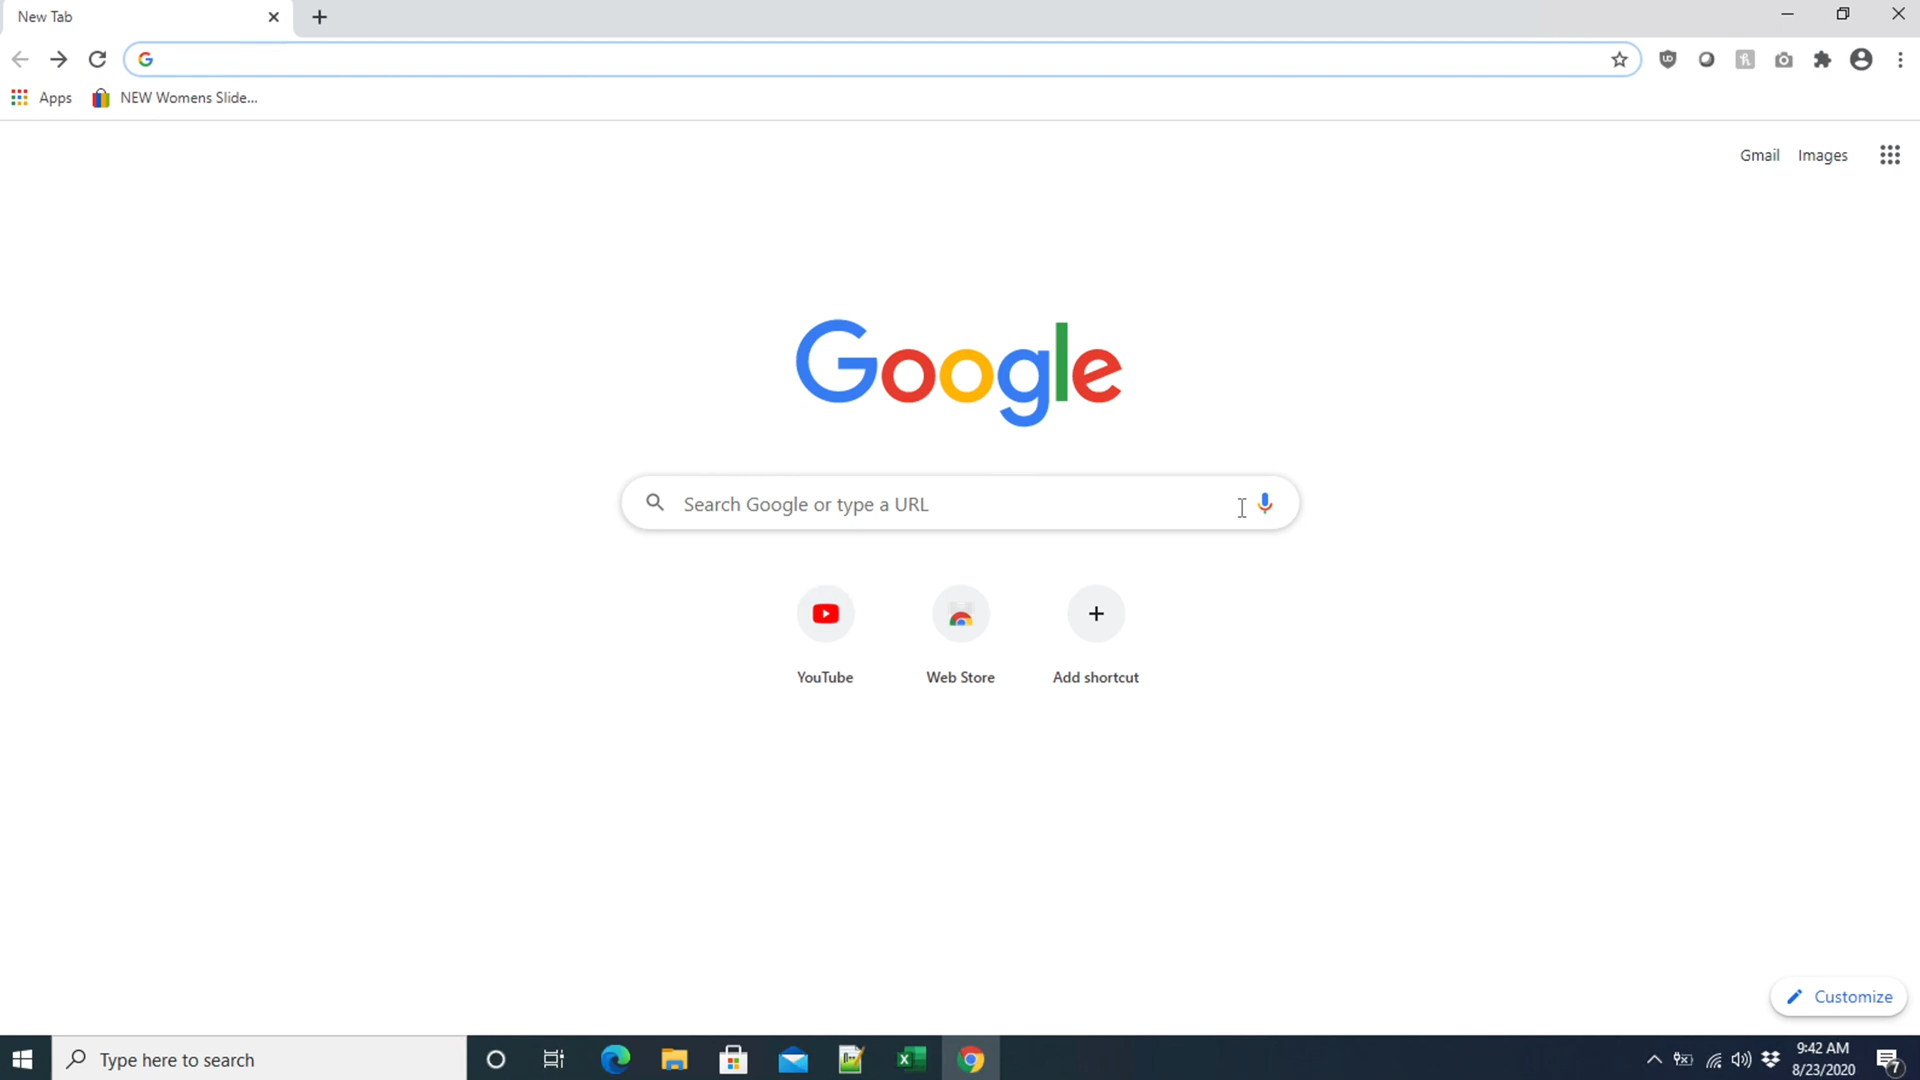 New Tab
Apps
NEW Womens Slide...
Gmail Images
Google
Search Google or type a URL
YouTube
Web Store
Add shortcut
Customize
Type here to search
9:42 AM
8/23/2020
7